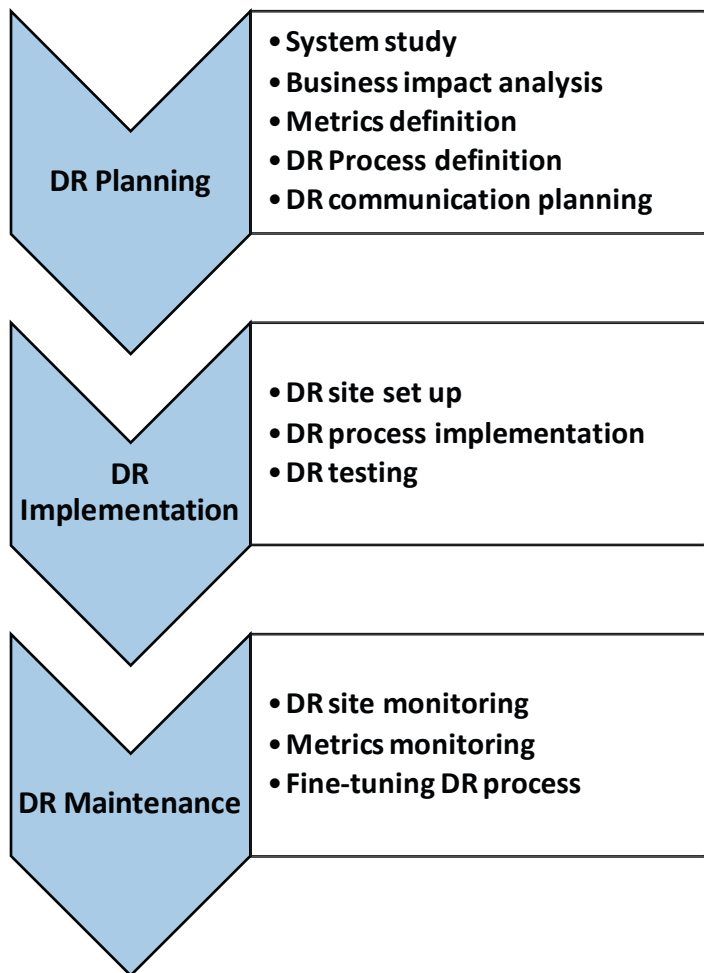 DR Planning
• System study
• Business impact analysis
• Metrics definition
• DR Process definition
• DR communication planning
DR
Implementation
• DR site set up
• DR process implementation
• DR testing
DR Maintenance
• DR site monitoring
• Metrics monitoring
• Fine-tuning DR process